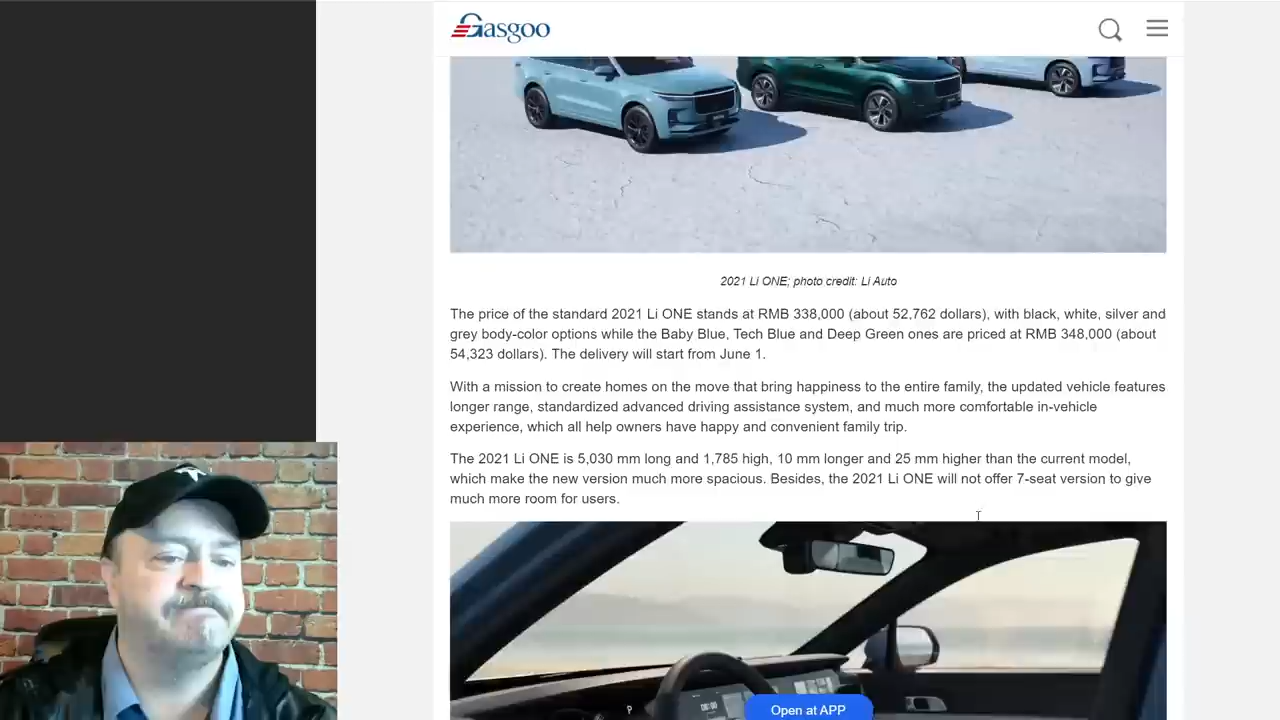 Gasgoo
2021 Li ONE; photo credit: Li Auto
The price of the standard 2021 Li ONE stands at RMB 338,000 (about 52,762 dollars), with black, white, silver and
grey body-color options while the Baby Blue, Tech Blue and Deep Green ones are priced at RMB 348,000 (about
54,323 dollars). The delivery will start from June 1.
With a mission to create homes on the move that bring happiness to the entire family, the updated vehicle features
longer range, standardized advanced driving assistance system, and much more comfortable in-vehicle
experience, which all help owners have happy and convenient family trip.
The 2021 Li ONE is 5,030 mm long and 1,785 high, 10 mm longer and 25 mm higher than the current model,
which make the new version much more spacious. Besides, the 2021 Li ONE will not offer 7-seat version to give
much more room for users.
P
Open at APP